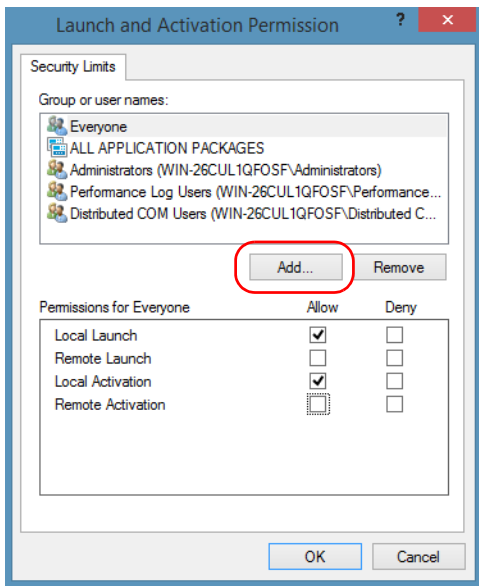 Launch and Activation Permission ?
Security Limits
Group or user names:
Everyone
ALL APPLICATION PACKAGES
Administrators (WIN-26CUL1QFOSF\Administrators)
Performance Log Users (WIN-26CUL1QFOSF\Performance...
Distributed COM Users (WIN-26CUL1QFOSF\Distributed C...
Add... Remove
Permissions for Everyone Allow Deny
Local Launch
Remote Launch
Local Activation
Remote Activation
OK Cancel